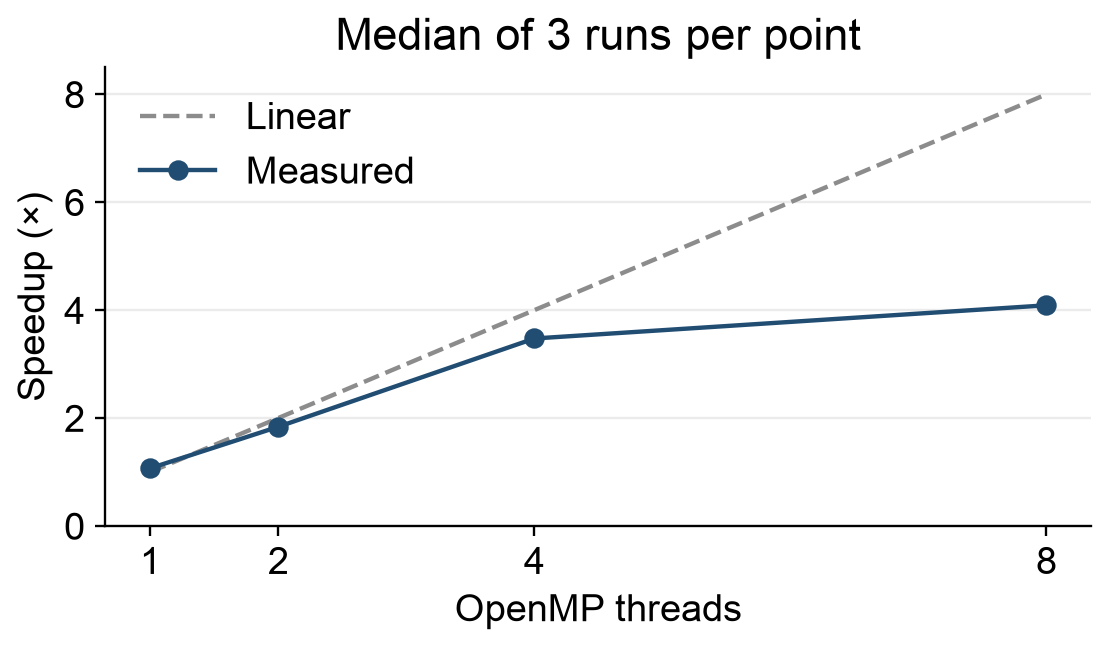 Median of 3 runs per point
Linear
Measured
Speedup (×)
8
6
4
2
0
1 2 4 8
OpenMP threads